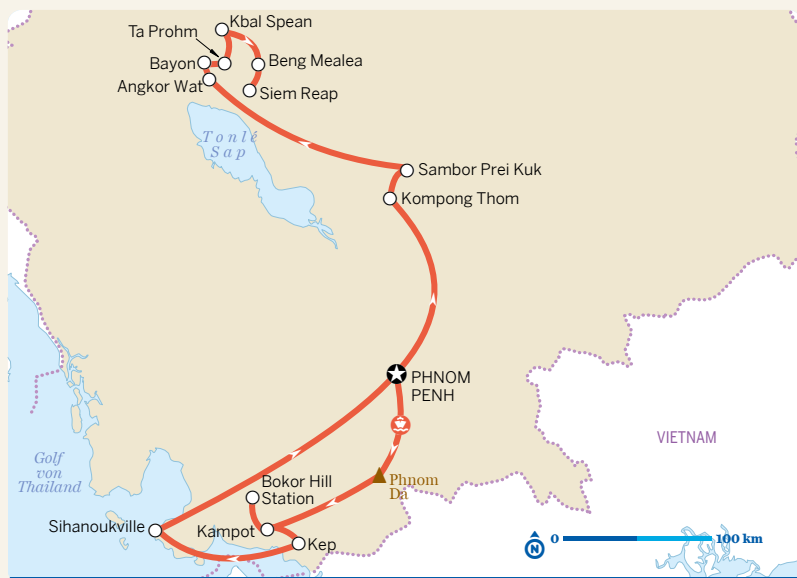 Kbal Spean
Ta Prohm
Bayon
Beng Mealea
Angkor Wat
Siem Reap
Tonlé
Sap
Sambor Prei Kuk
Kompong Thom
PHNOM
PENH
VIETNAM
Golf
von
Thailand
Phnom
Da
Bokor Hill
Station
Sihanoukville
Kampot
Kep
N
0
100 km